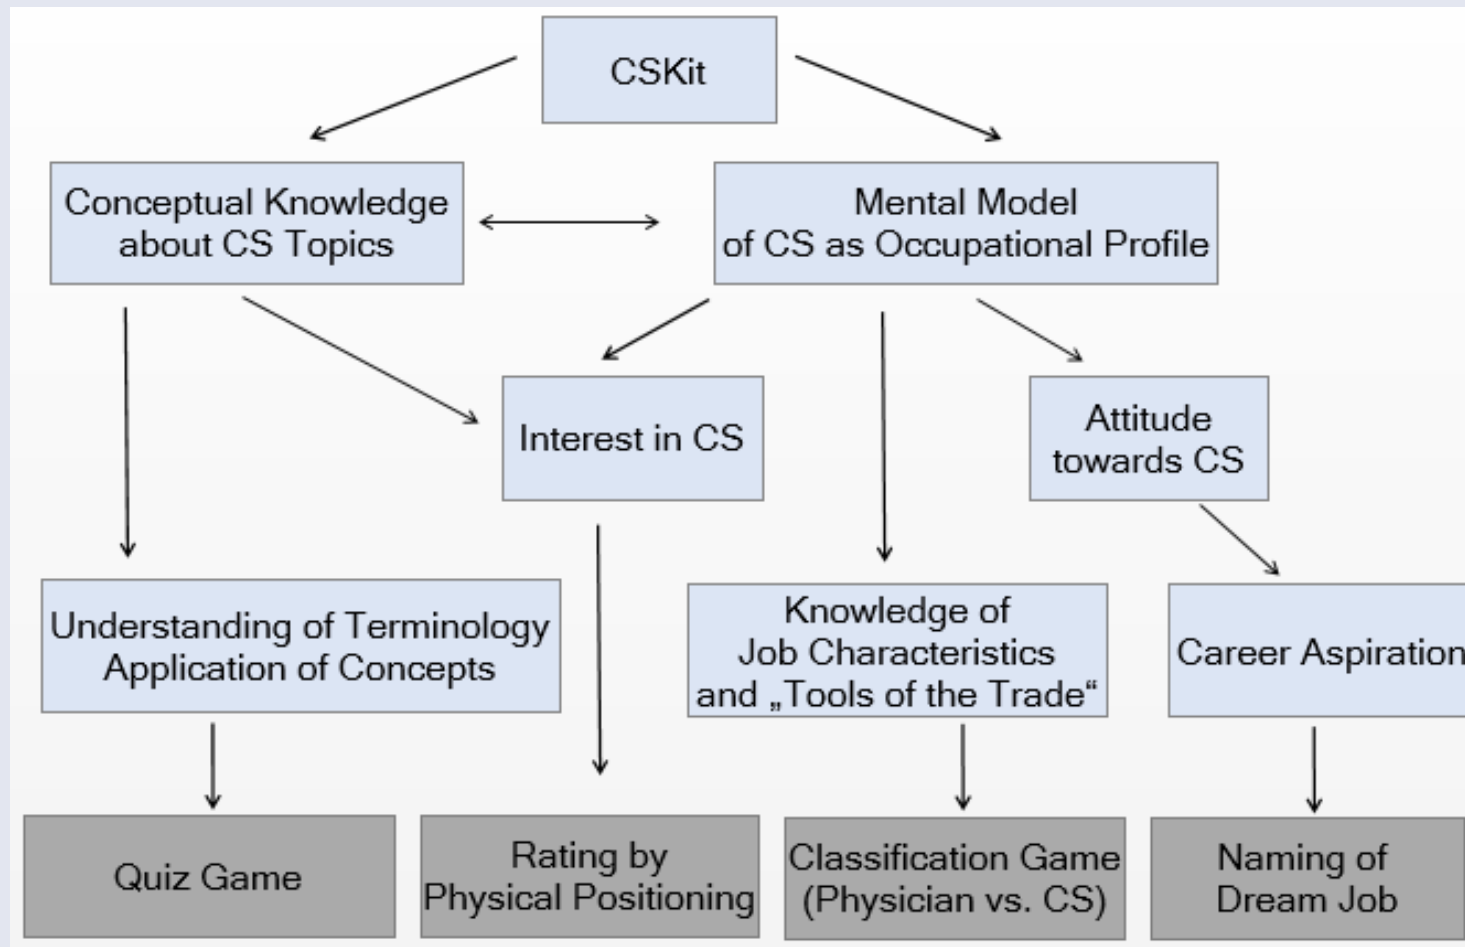 CSKit
Conceptual Knowledge
about CS Topics
Mental Model
of CS as Occupational Profile
Interest in CS
Attitude
towards CS
Understanding of Terminology
Application of Concepts
Knowledge of
Job Characteristics
and „Tools of the Trade“
Career Aspiration
Quiz Game
Rating by
Physical Positioning
Classification Game
(Physician vs. CS)
Naming of
Dream Job